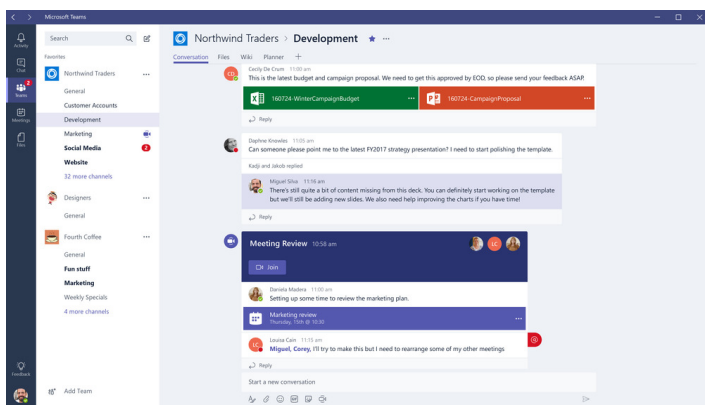 Microsoft Teams
Activity
Chat
2
Teams
Meetings
Files
Feedback
Search
Favorites
Northwind Traders
General
Customer Accounts
Development
Marketing
Social Media 2
Website
32 more channels
Designers
General
Fourth Coffee
General
Fun stuff
Marketing
Weekly Specials
4 more channels
Add Team
Northwind Traders > Development
Conversation Files Wiki Planner
CD
Cecily De Crum 11:00 am
This is the latest budget and campaign proposal. We need to get this approved by EOD, so please send your feedback ASAP.
160724-WinterCampaignBudget
160724-CampaignProposal
Reply
Daphne Knowles 11:05 am
Can someone please point me to the latest FY2017 strategy presentation? I need to start polishing the template.
Kadji and Jakob replied
Miguel Silva 11:16 am
There's still quite a bit of content missing from this deck. You can definitely start working on the template
but we'll still be adding new slides. We also need help improving the charts if you have time!
Reply
Meeting Review 10:58 am
LC
Join
Daniela Madera 11:00 am
Setting up some time to review the marketing plan.
Marketing review
Thursday, 15th @ 10:30
LC
Louisa Cain 11:15 am
Miguel, Corey, I'll try to make this but I need to rearrange some of my other meetings
@
Reply
Start a new conversation